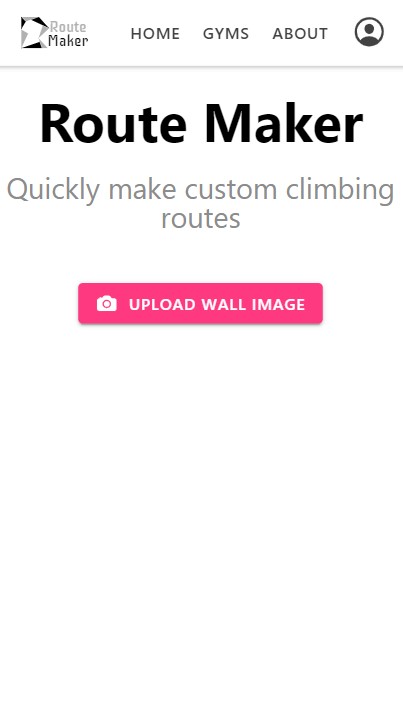 Route
Maker
HOME GYMS ABOUT
Route Maker
Quickly make custom climbing
routes
UPLOAD WALL IMAGE